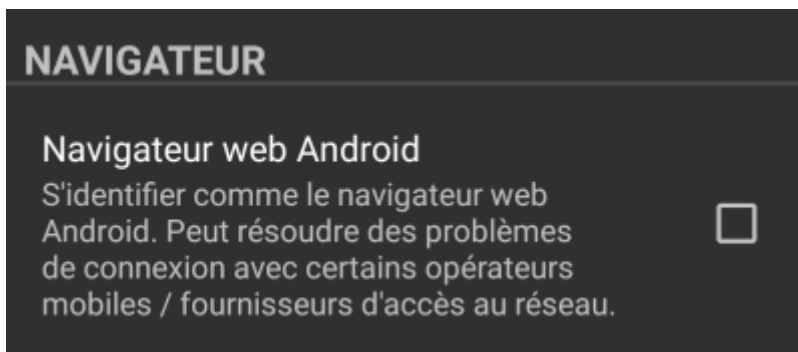 NAVIGATEUR
Navigateur web Android
S'identifier comme le navigateur web
Android. Peut résoudre des problèmes
de connexion avec certains opérateurs
mobiles / fournisseurs d'accès au réseau.